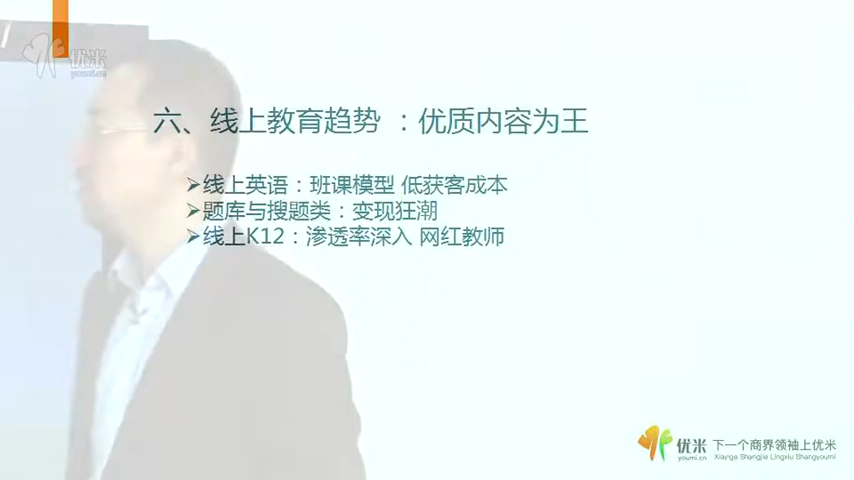 优米
youmi.cn
六、线上教育趋势 ：优质内容为王
➢线上英语：班课模型 低获客成本
➢题库与搜题类：变现狂潮
➢线上K12：渗透率深入 网红教师
优米 下一个商界领袖上优米
youmi.cn Xiayige Shangjie Lingxiu Shangyoumi